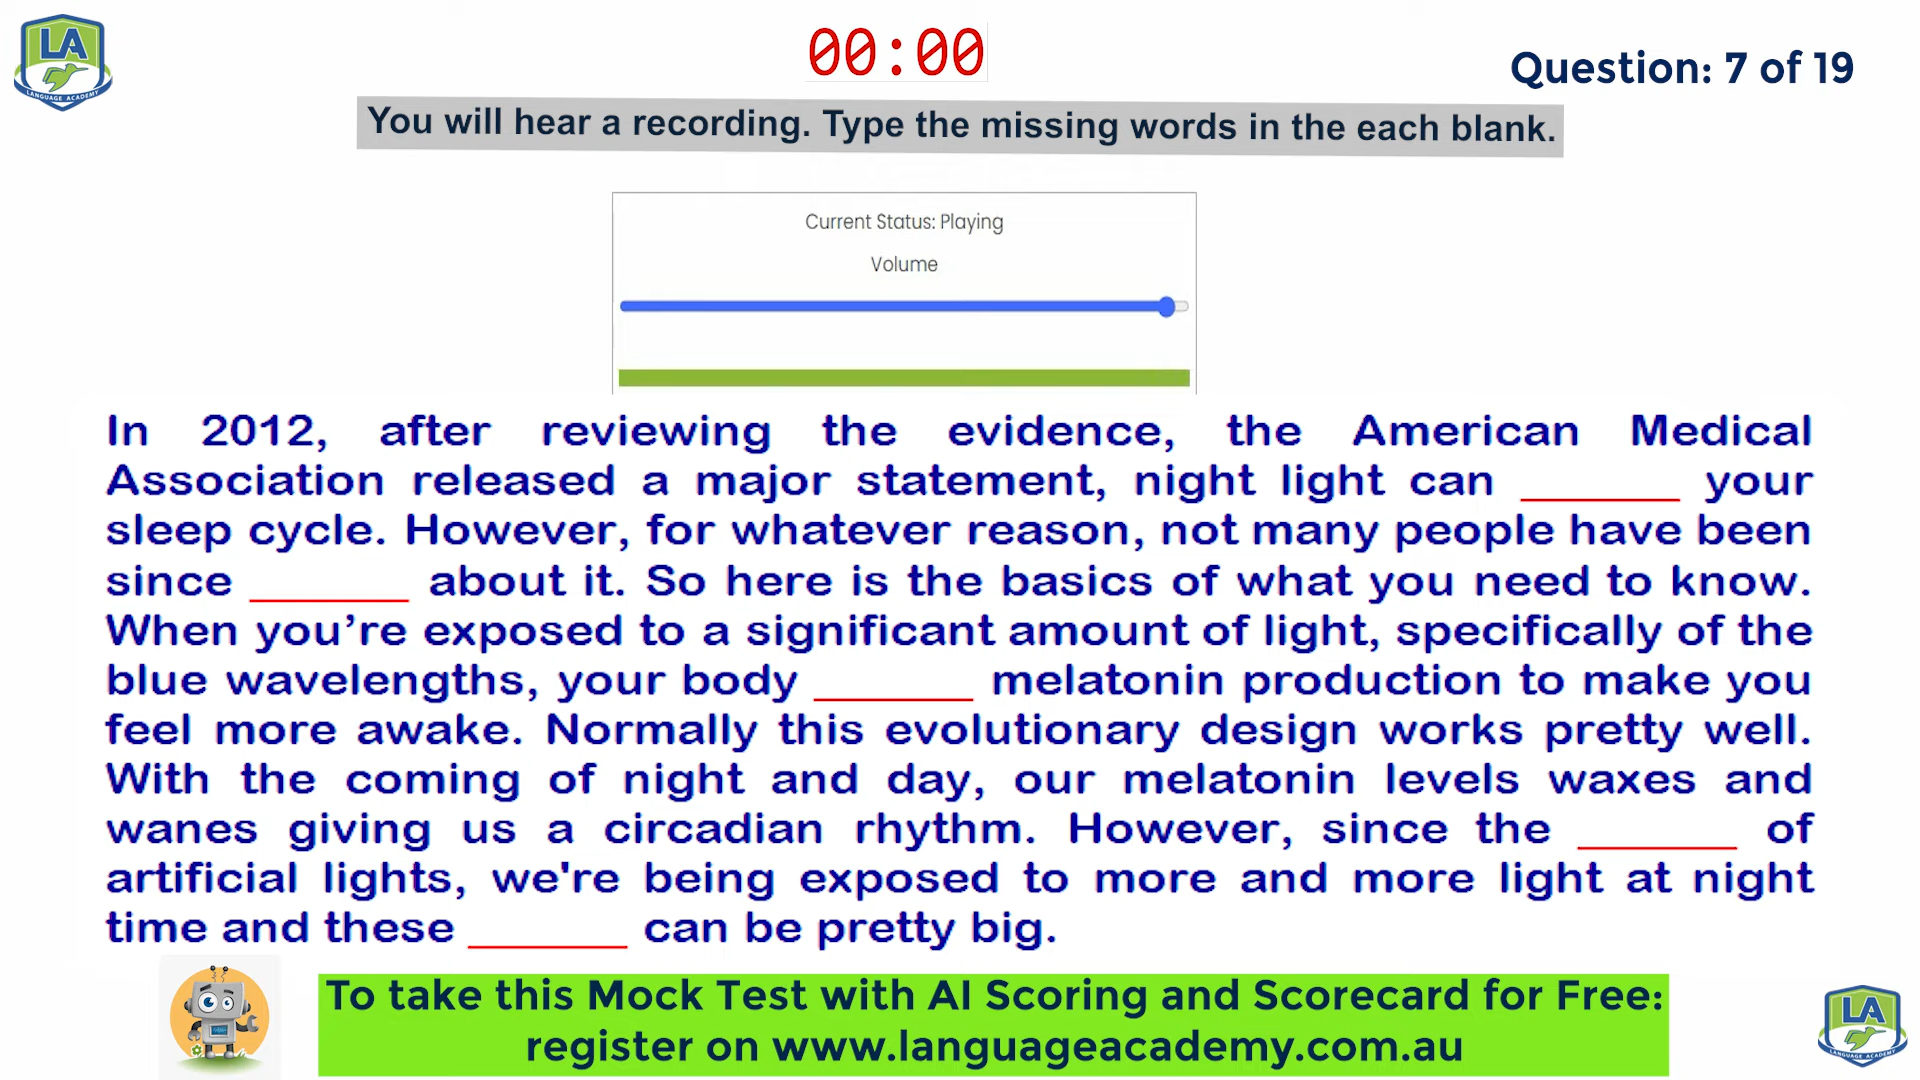 LA
LANGUAGE ACADEMY
00:00
Question: 7 of 19
You will hear a recording. Type the missing words in the each blank.
Current Status: Playing
Volume
In 2012, after reviewing the evidence, the American Medical
Association released a major statement, night light can ______ your
sleep cycle. However, for whatever reason, not many people have been
since ______ about it. So here is the basics of what you need to know.
When you’re exposed to a significant amount of light, specifically of the
blue wavelengths, your body ______ melatonin production to make you
feel more awake. Normally this evolutionary design works pretty well.
With the coming of night and day, our melatonin levels waxes and
wanes giving us a circadian rhythm. However, since the ______ of
artificial lights, we're being exposed to more and more light at night
time and these ______ can be pretty big.
To take this Mock Test with AI Scoring and Scorecard for Free:
register on www.languageacademy.com.au
LA
LANGUAGE ACADEMY